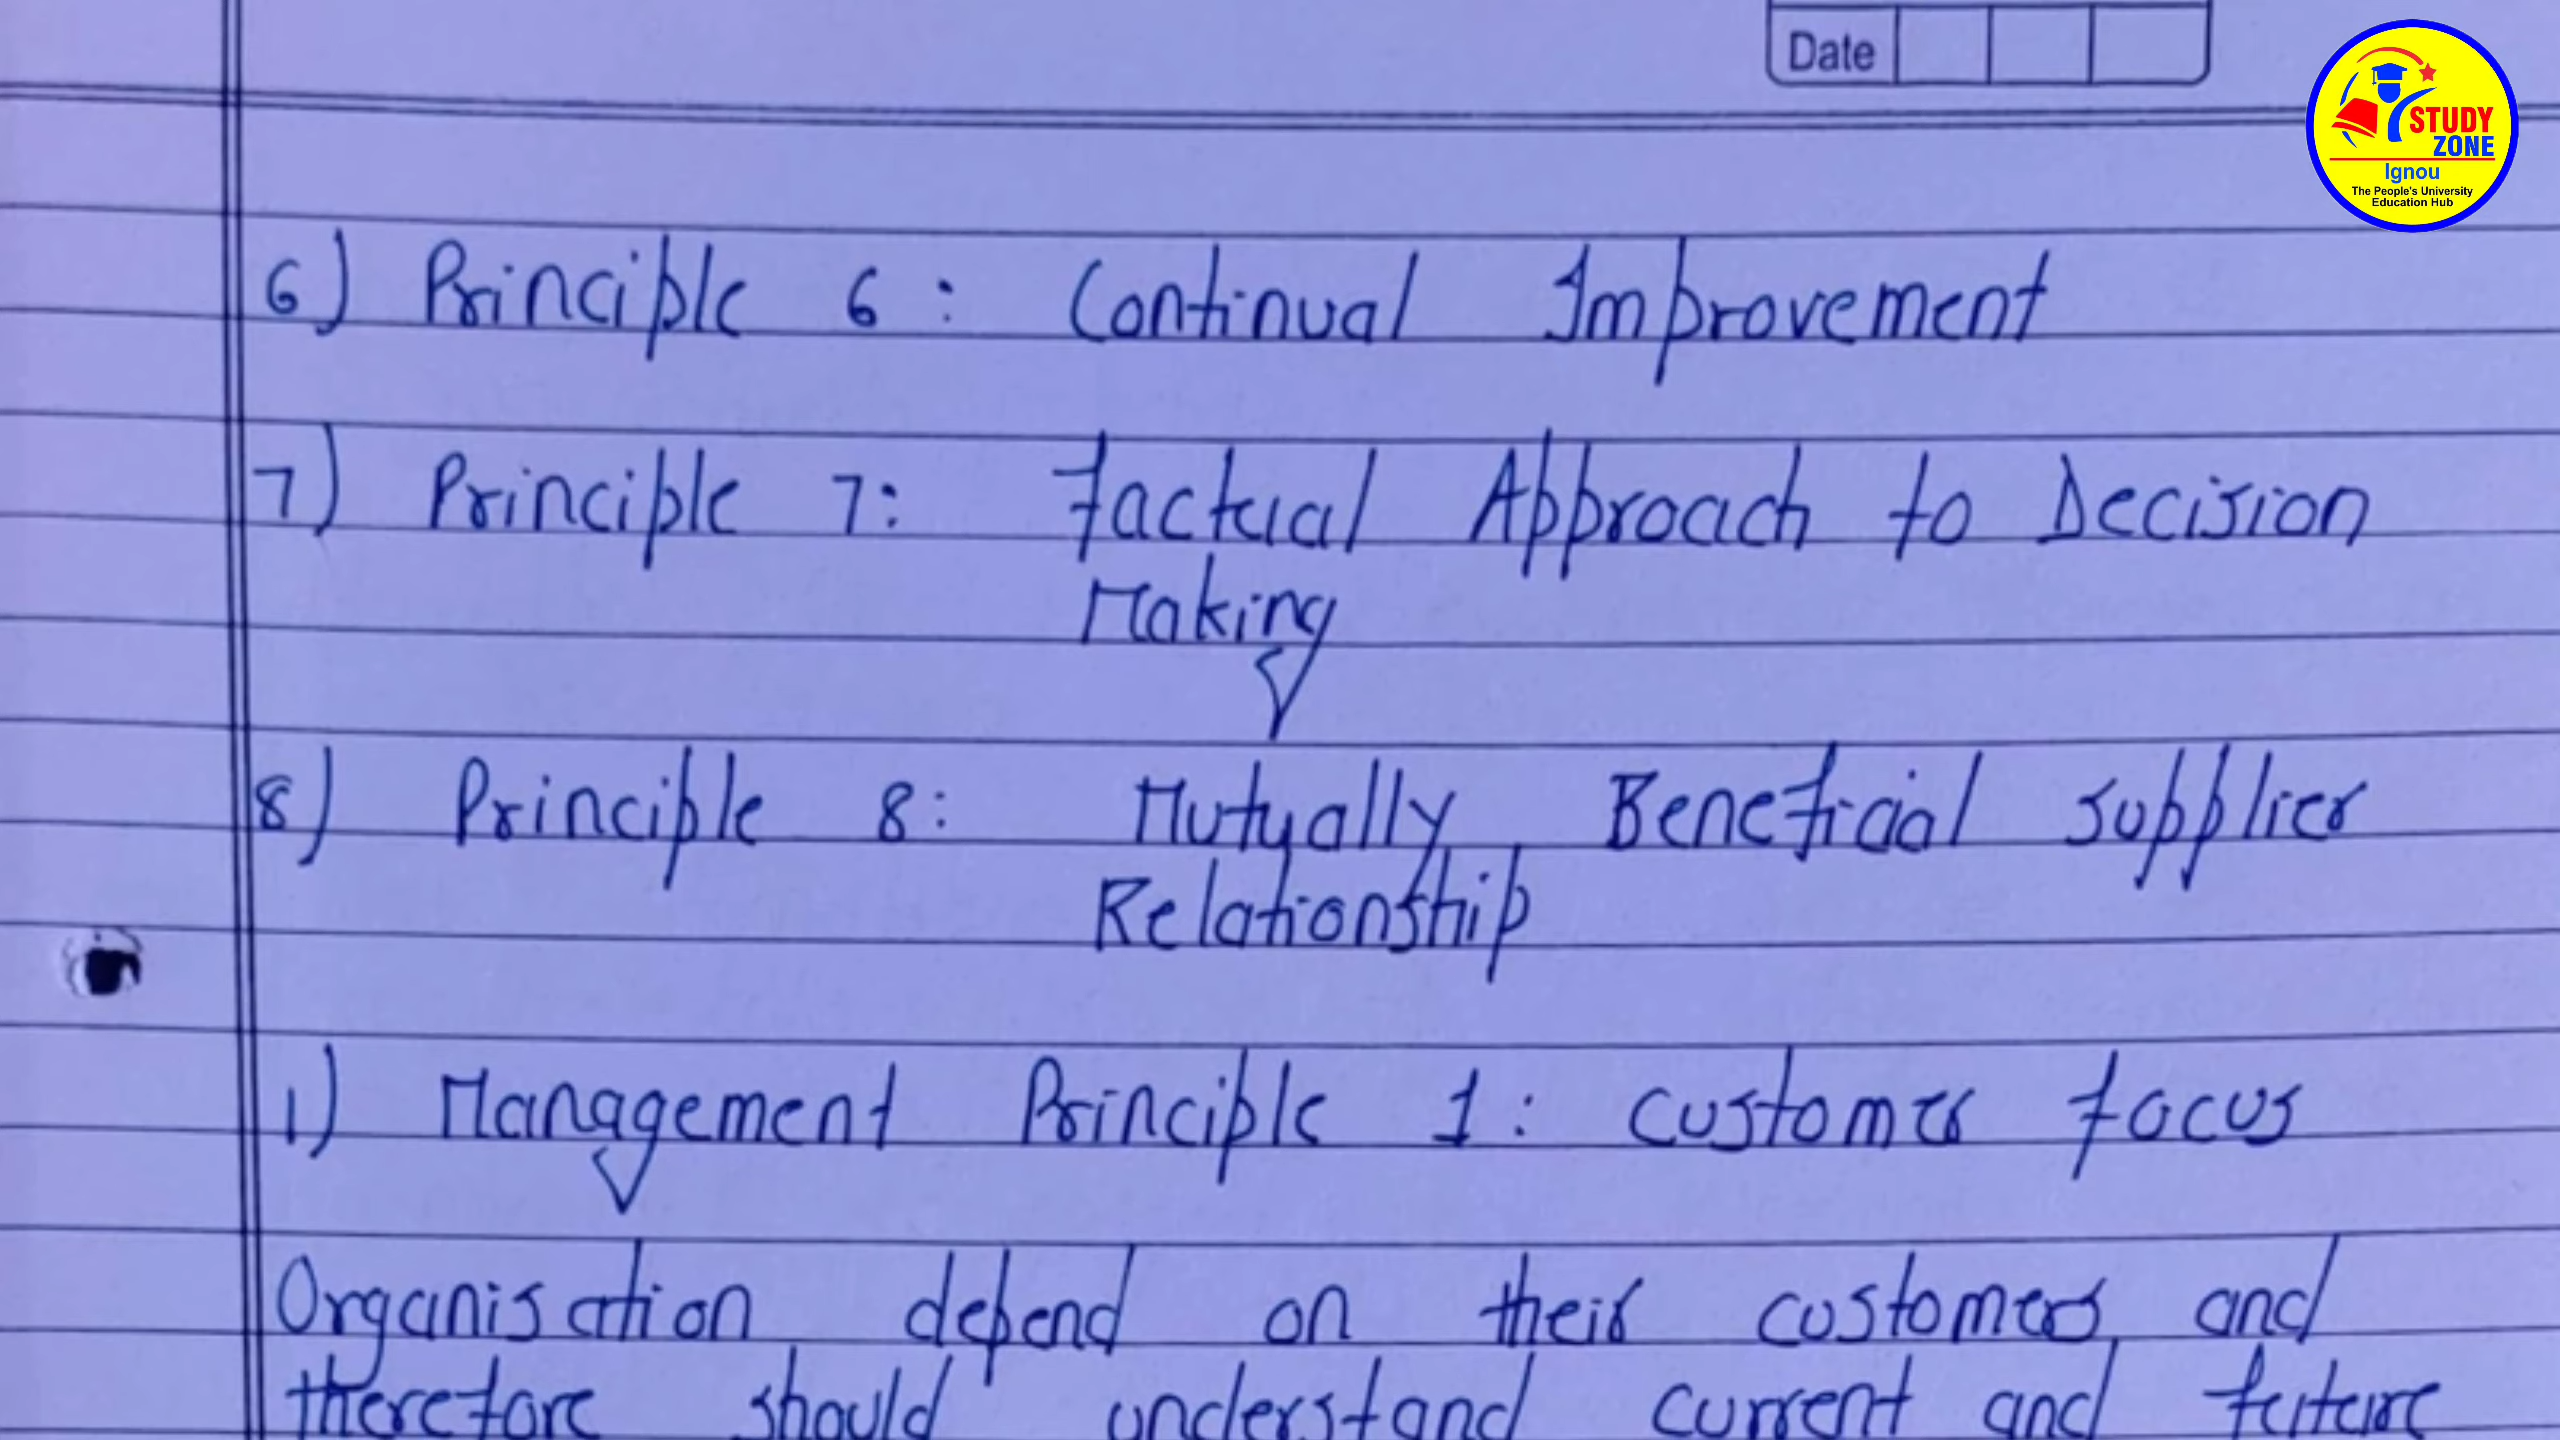 Date
STUDY
ZONE
Ignou
The People's University
Education Hub
6) Principle 6 : Continual Improvement
7) Principle 7: Factual Approach to Decision
Making
8) Principle 8: Mutually Beneficial Supplier
Relationship
1) Management Principle 1 : Customer focus
Organisation depend on their customers and
therefore should understand current and future